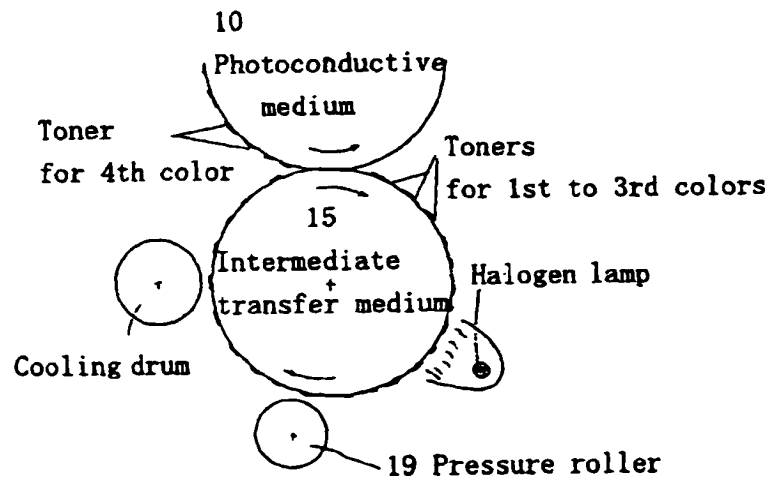 10
Photoconductive
medium
Toner
for 4th color
Toners
for 1st to 3rd colors
15
Intermediate
transfer medium
Halogen lamp
Cooling drum
19 Pressure roller